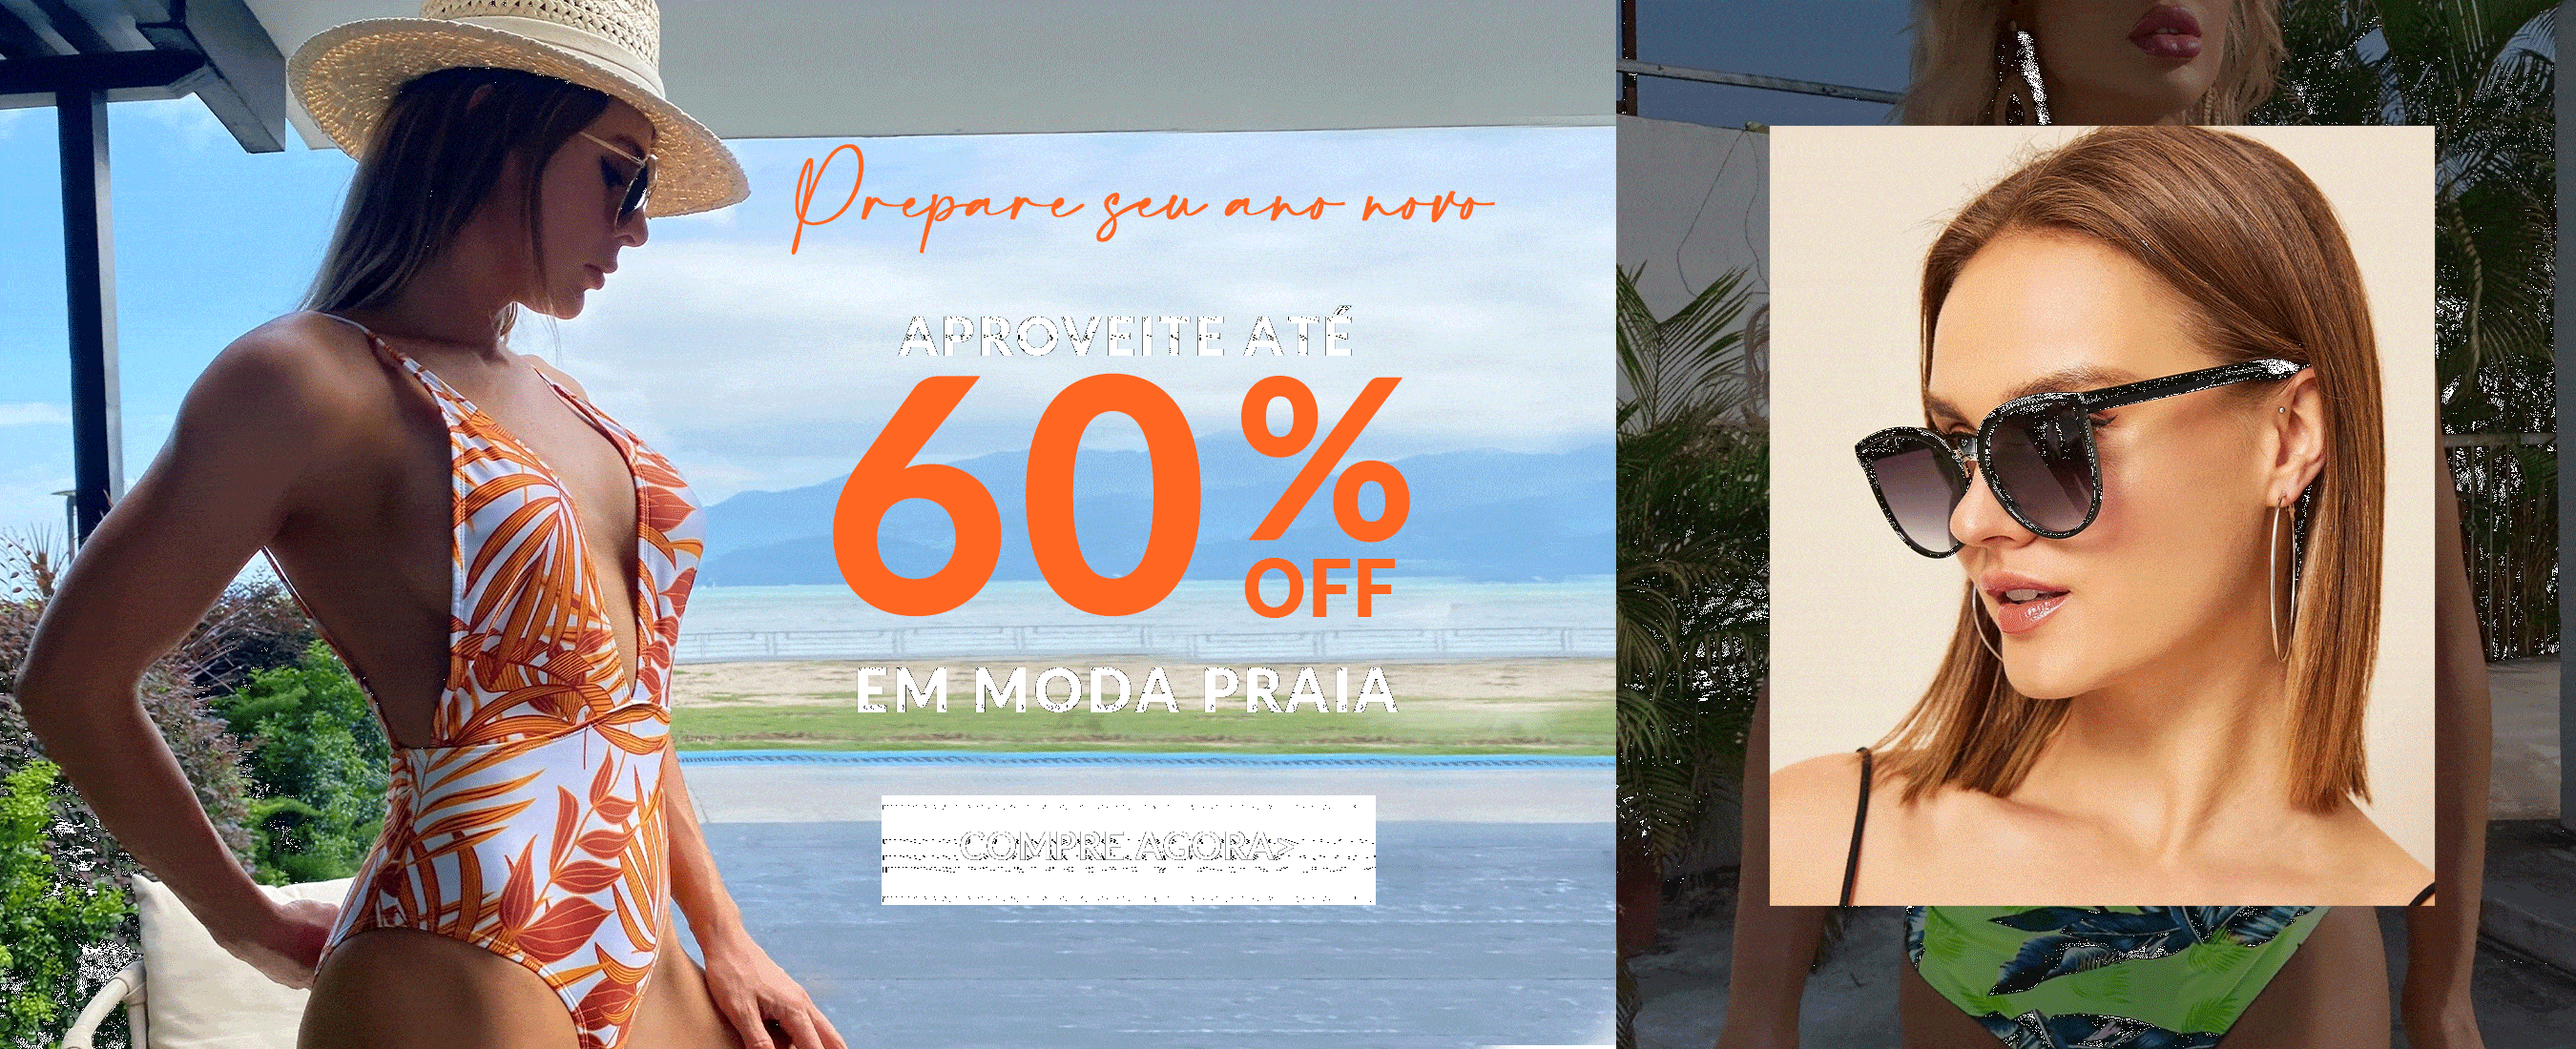 Prepare seu ano novo
APROVEITE ATÉ
60%
OFF
EM MODA PRAIA
COMPRE AGORA>